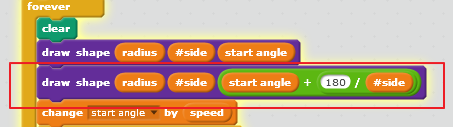 forever
clear
draw shape radius #side start angle
draw shape radius #side start angle + 180 / #side
change start angle by speed